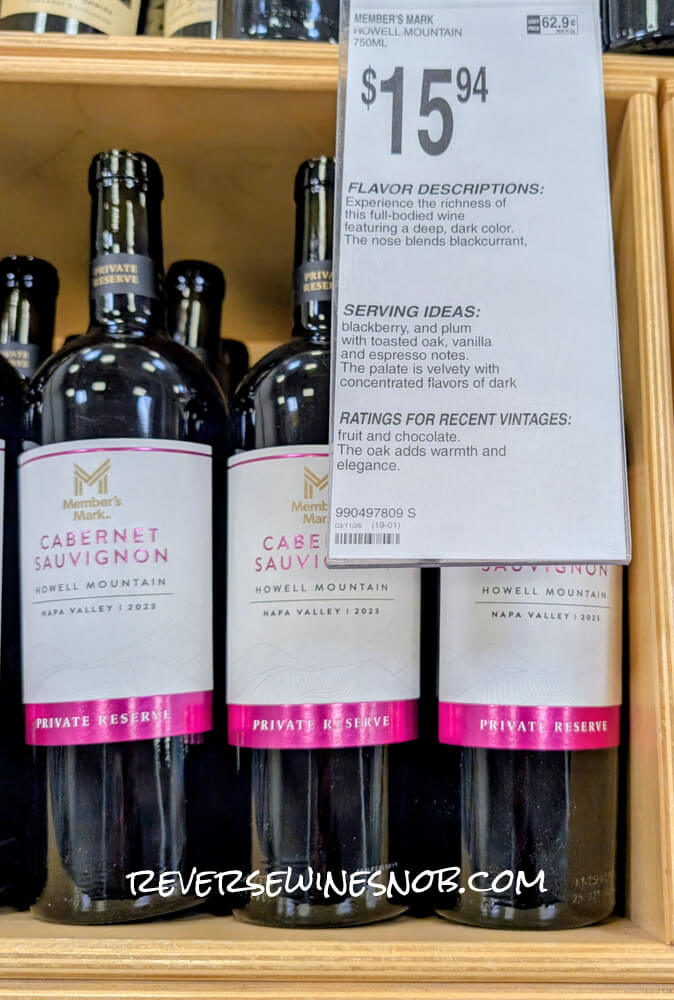 MEMBER'S MARK
HOWELL MOUNTAIN
750ML
62.9¢
$15.94
FLAVOR DESCRIPTIONS:
Experience the richness of
this full-bodied wine
featuring a deep, dark color.
The nose blends blackcurrant,
SERVING IDEAS:
blackberry, and plum
with toasted oak, vanilla
and espresso notes.
The palate is velvety with
concentrated flavors of dark
RATINGS FOR RECENT VINTAGES:
fruit and chocolate.
The oak adds warmth and
elegance.
990497809 S
03/11/26 (19-01)
PRIVATE
RESERVE
Member's
Mark
CABERNET
SAUVIGNON
HOWELL MOUNTAIN
NAPA VALLEY | 2023
PRIVATE RESERVE
HOWELL MOUNTAIN
NAPA VALLEY | 2023
PRIVATE RESERVE
SAUVIGNON
HOWELL MOUNTAIN
NAPA VALLEY | 2023
PRIVATE RESERVE
REVERSEWINESNOB.COM